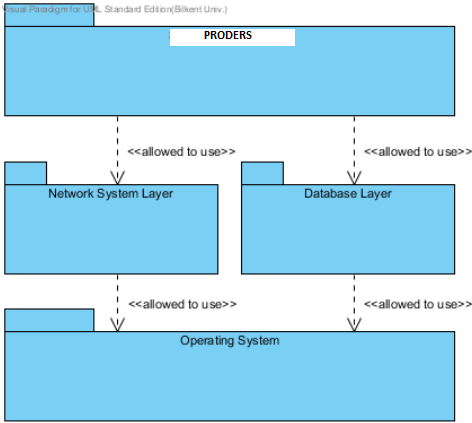 Visual Paradigm for UML Standard Edition(Bilkent Univ.)
PRODERS
<<allowed to use>> <<allowed to use>>
Network System Layer Database Layer
<<allowed to use>> <<allowed to use>>
Operating System